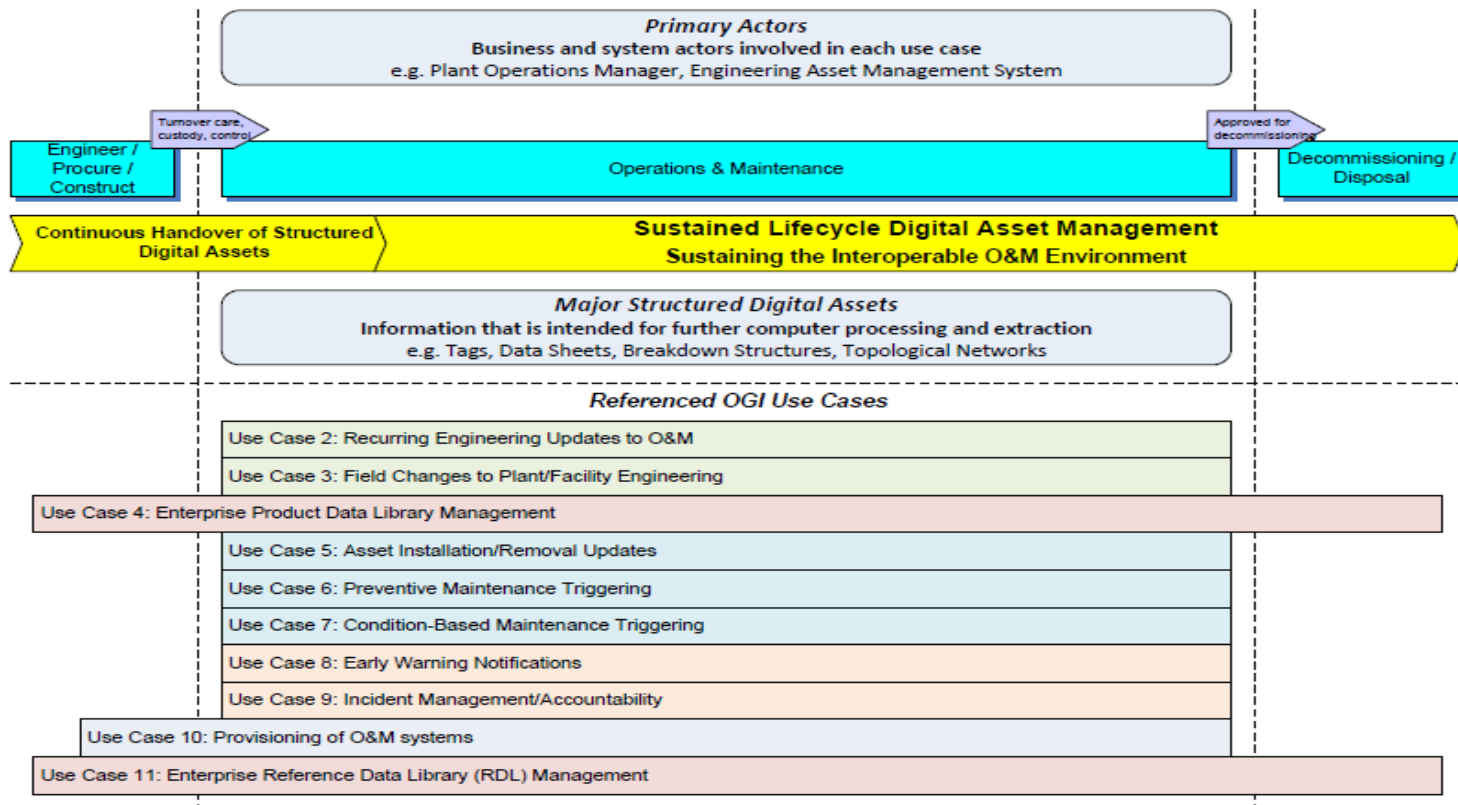 Primary Actors
Business and system actors involved in each use case
e.g. Plant Operations Manager, Engineering Asset Management System
Turnover care,
custody, control
Approved for
decommissioning
Engineer /
Procure /
Construct
Operations & Maintenance
Decommissioning /
Disposal
Continuous Handover of Structured
Digital Assets
Sustained Lifecycle Digital Asset Management
Sustaining the Interoperable O&M Environment
Major Structured Digital Assets
Information that is intended for further computer processing and extraction
e.g. Tags, Data Sheets, Breakdown Structures, Topological Networks
Referenced OGI Use Cases
Use Case 2: Recurring Engineering Updates to O&M
Use Case 3: Field Changes to Plant/Facility Engineering
Use Case 4: Enterprise Product Data Library Management
Use Case 5: Asset Installation/Removal Updates
Use Case 6: Preventive Maintenance Triggering
Use Case 7: Condition-Based Maintenance Triggering
Use Case 8: Early Warning Notifications
Use Case 9: Incident Management/Accountability
Use Case 10: Provisioning of O&M systems
Use Case 11: Enterprise Reference Data Library (RDL) Management